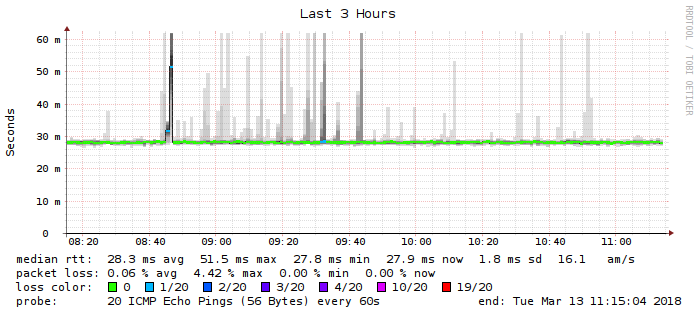 Last 3 Hours
RRDTOOL / TOBI OETIKER
Seconds
60 m
50 m
40 m
30 m
20 m
10 m
0
08:20 08:40 09:00 09:20 09:40 10:00 10:20 10:40 11:00
median rtt: 28.3 ms avg 51.5 ms max 27.8 ms min 27.9 ms now 1.8 ms sd 16.1 am/s
packet loss: 0.06 % avg 4.42 % max 0.00 % min 0.00 % now
loss color: 0 1/20 2/20 3/20 4/20 10/20 19/20
probe: 20 ICMP Echo Pings (56 Bytes) every 60s end: Tue Mar 13 11:15:04 2018